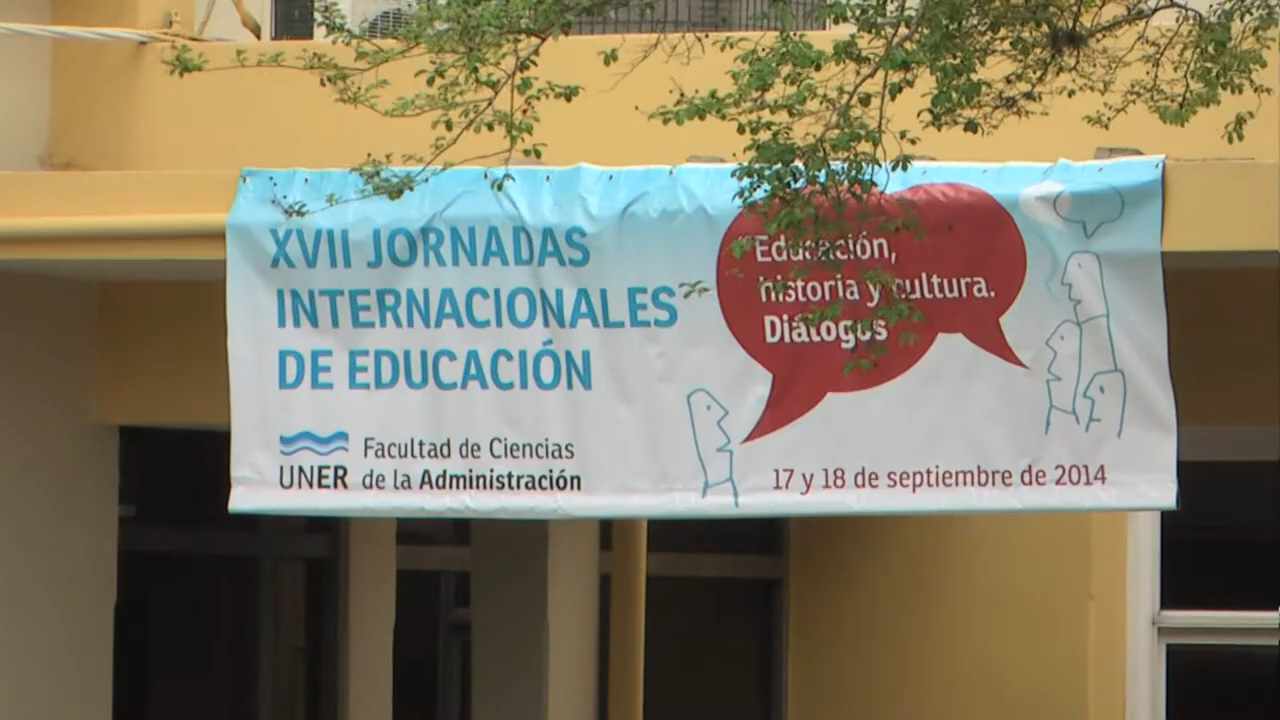 XVII JORNADAS
INTERNACIONALES
DE EDUCACIÓN
UNER
Facultad de Ciencias
de la Administración
"Educación,
historia y cultura.
Diálogos
17 y 18 de septiembre de 2014